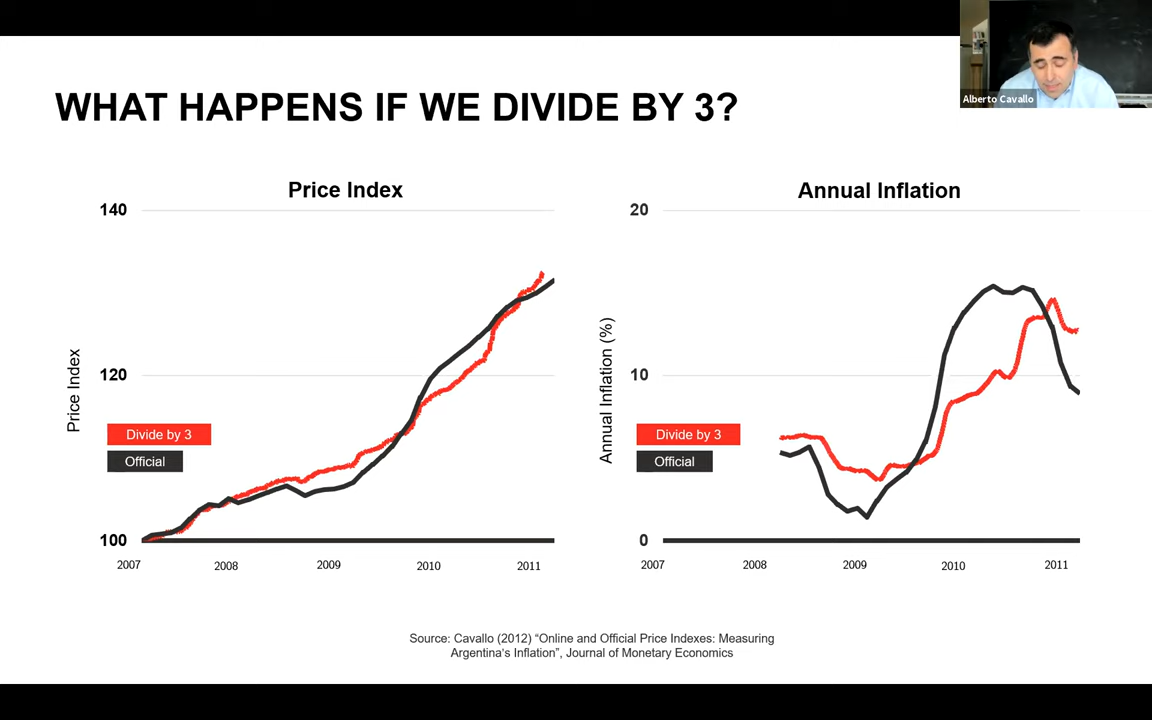 Alberto Cavallo
WHAT HAPPENS IF WE DIVIDE BY 3?
Price Index
140
120
100
Price Index
Divide by 3
Official
2007
2008
2009
2010
2011
Annual Inflation
20
10
0
Annual Inflation (%)
Divide by 3
Official
2007
2008
2009
2010
2011
Source: Cavallo (2012) “Online and Official Price Indexes: Measuring
Argentina's Inflation”, Journal of Monetary Economics